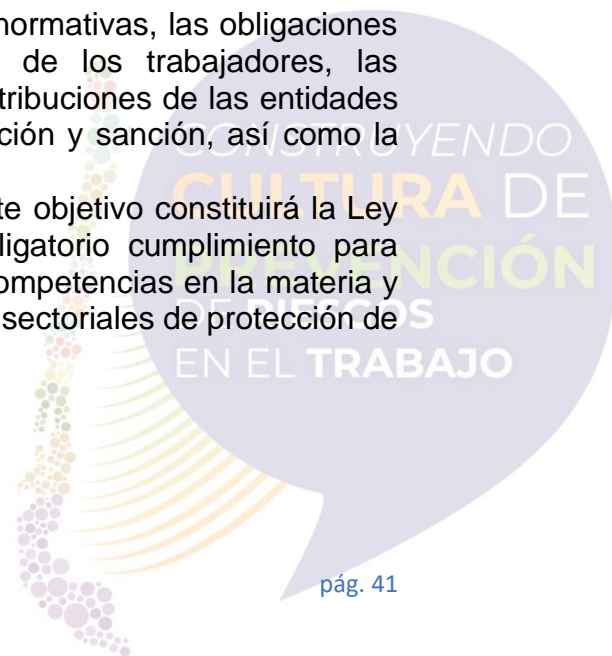 normativas, las obligaciones
de los trabajadores, las
tribuciones de las entidades
ción y sanción, así como la
te objetivo constituirá la Ley
ligatorio cumplimiento para
ompetencias en la materia y
sectoriales de protección de
CONSTRUYENDO
CULTURA DE
PREVENCIÓN
DE RIESGOS
EN EL TRABAJO
pág. 41